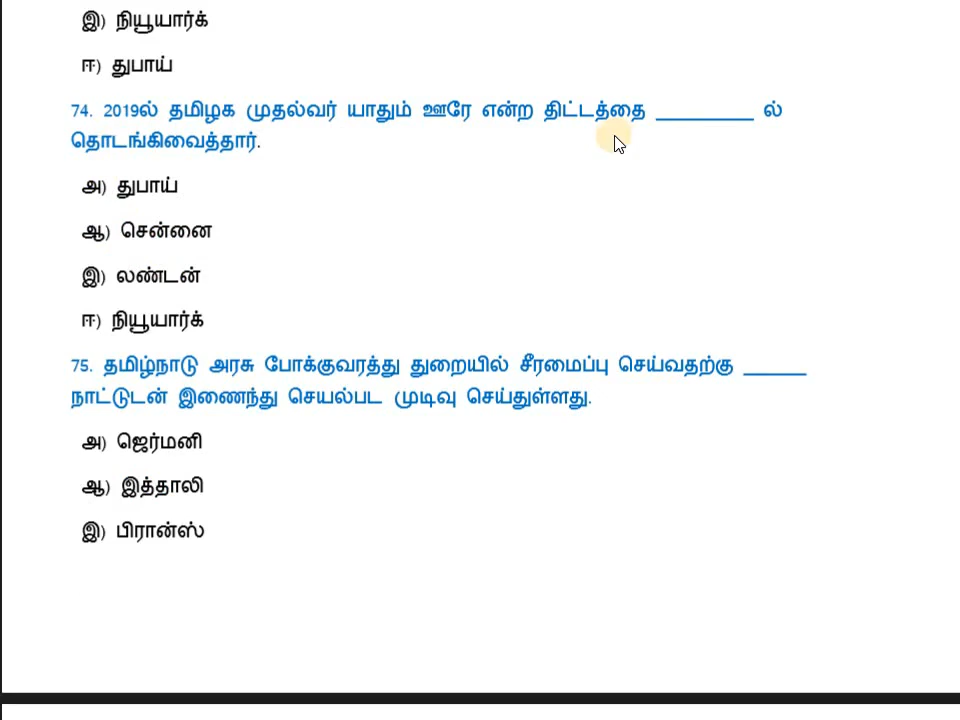 இ) நியூயார்க்
ஈ) துபாய்
74. 2019ல் தமிழக முதல்வர் யாதும் ஊரே என்ற திட்டத்தை __________ ல்
தொடங்கிவைத்தார்.
அ) துபாய்
ஆ) சென்னை
இ) லண்டன்
ஈ) நியூயார்க்
75. தமிழ்நாடு அரசு போக்குவரத்து துறையில் சீரமைப்பு செய்வதற்கு ______
நாட்டுடன் இணைந்து செயல்பட முடிவு செய்துள்ளது.
அ) ஜெர்மனி
ஆ) இத்தாலி
இ) பிரான்ஸ்